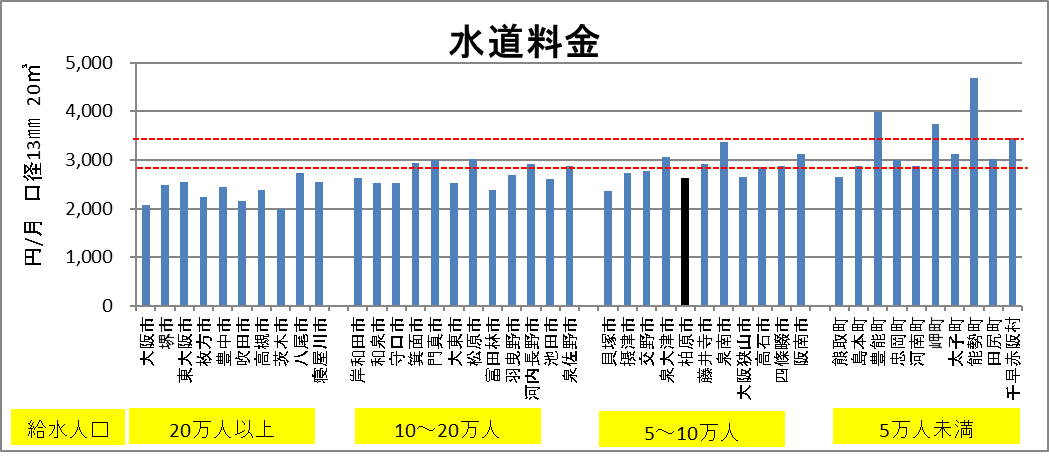 水道料金
円/月　口径13mm 20㎥
5,000
4,000
3,000
2,000
1,000
0
大阪市
堺市
東大阪市
枚方市
豊中市
吹田市
高槻市
茨木市
八尾市
寝屋川市
岸和田市
和泉市
守口市
箕面市
門真市
大東市
松原市
富田林市
羽曳野市
河内長野市
池田市
泉佐野市
貝塚市
摂津市
交野市
泉大津市
柏原市
藤井寺市
泉南市
大阪狭山市
高石市
四條畷市
阪南市
熊取町
島本町
豊能町
忠岡町
河南町
岬町
太子町
能勢町
田尻町
千早赤阪村
給水人口
20万人以上
10～20万人
5～10万人
5万人未満